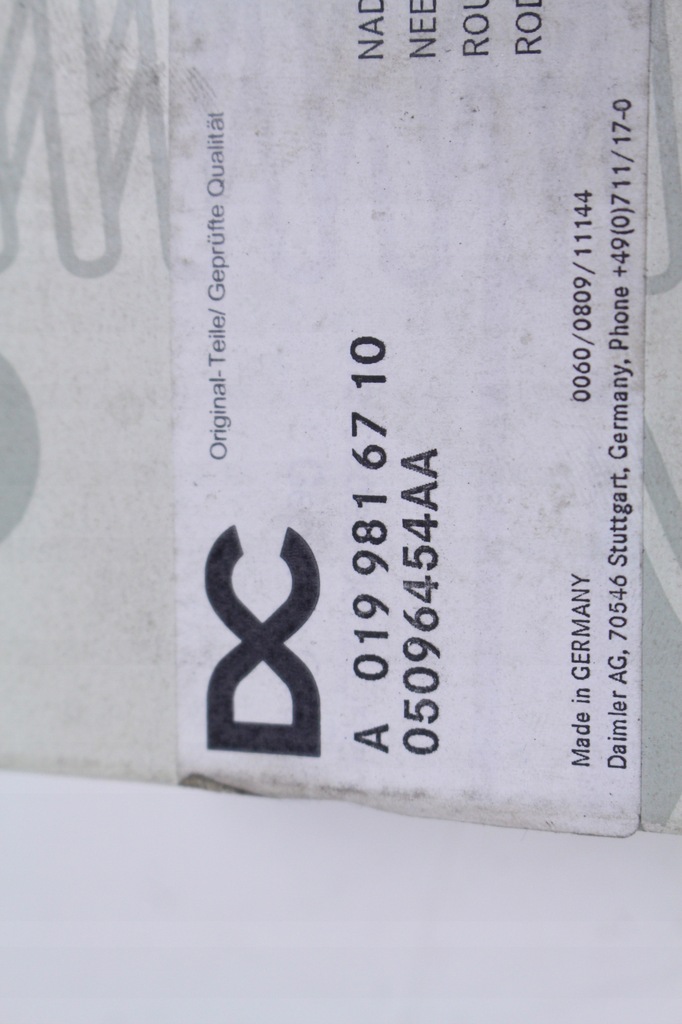 DC
Original-Teile/ Geprüfte Qualität
A 019 981 67 10
05096454AA
NAD
NEE
ROU
ROD
Made in GERMANY 0060/0809/11144
Daimler AG, 70546 Stuttgart, Germany, Phone +49(0)711/17-0